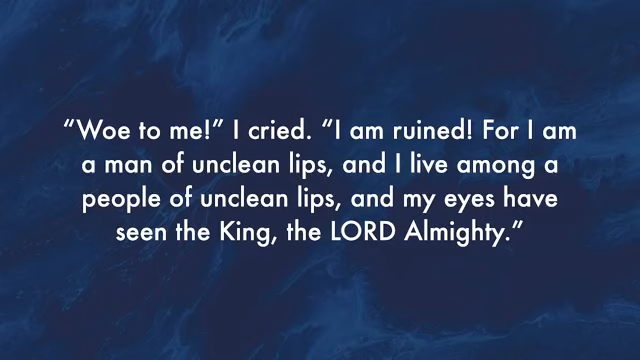 “Woe to me!” I cried. “I am ruined! For I am
a man of unclean lips, and I live among a
people of unclean lips, and my eyes have
seen the King, the LORD Almighty.”